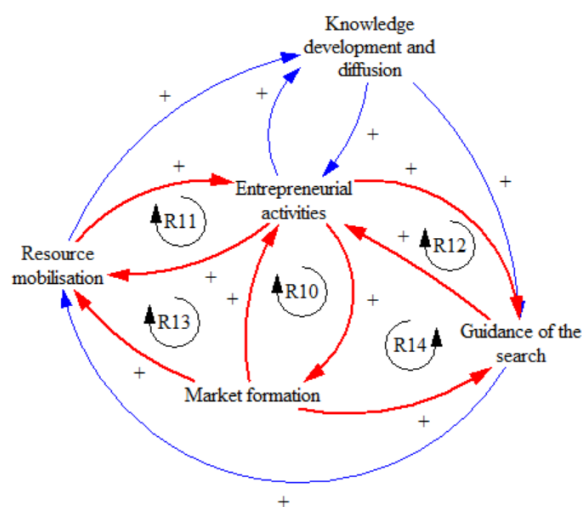 Knowledge
development and
diffusion
+
+
+
+
+
+
Entrepreneurial
activities
R11
R12
+
Resource
mobilisation
+
R10
+
+
R13
R14
Guidance of the
search
+
Market formation
+
+